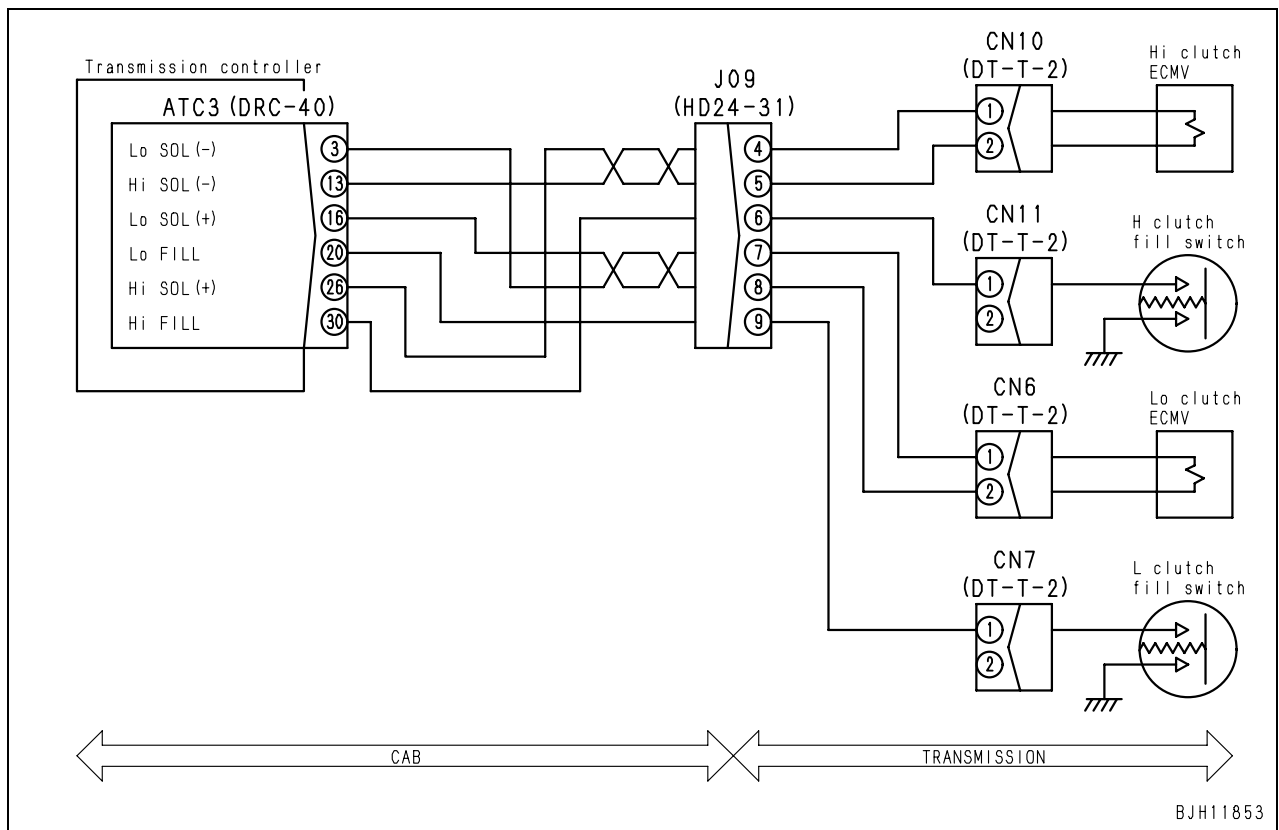 Transmission controller
ATC3 (DRC-40)
Lo SOL (-)
3
Hi SOL (-)
13
Lo SOL (+)
16
Lo FILL
20
Hi SOL (+)
26
Hi FILL
30
J09
(HD24-31)
4
5
6
7
8
9
CN10
(DT-T-2)
1
2
Hi clutch
ECMV
CN11
(DT-T-2)
1
2
H clutch
fill switch
CN6
(DT-T-2)
1
2
Lo clutch
ECMV
CN7
(DT-T-2)
1
2
L clutch
fill switch
CAB
TRANSMISSION
BJH11853